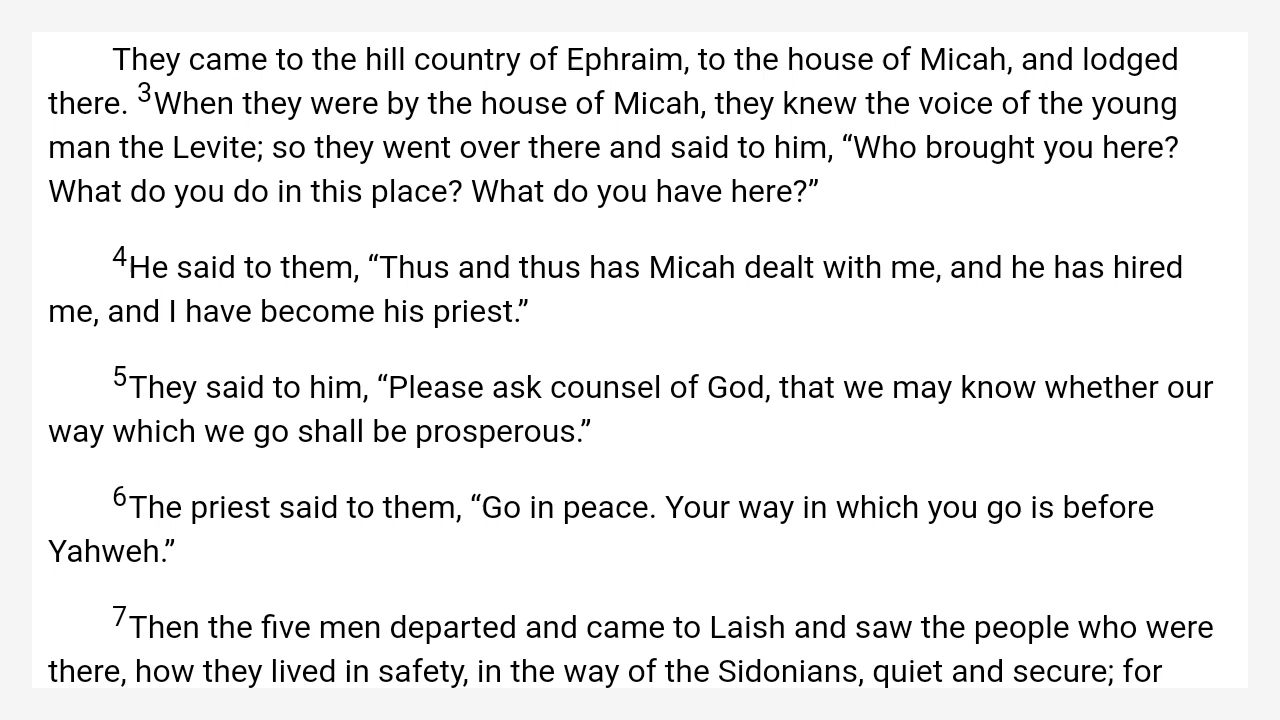 They came to the hill country of Ephraim, to the house of Micah, and lodged
there. 3When they were by the house of Micah, they knew the voice of the young
man the Levite; so they went over there and said to him, “Who brought you here?
What do you do in this place? What do you have here?”
4He said to them, “Thus and thus has Micah dealt with me, and he has hired
me, and I have become his priest.”
5They said to him, “Please ask counsel of God, that we may know whether our
way which we go shall be prosperous.”
6The priest said to them, “Go in peace. Your way in which you go is before
Yahweh.”
7Then the five men departed and came to Laish and saw the people who were
there, how they lived in safety, in the way of the Sidonians, quiet and secure; for